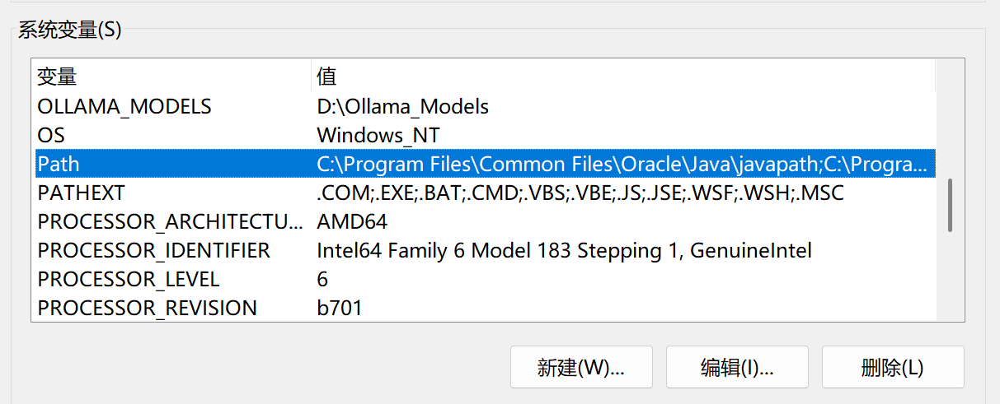 系统变量(S)
变量 值
OLLAMA_MODELS D:\Ollama_Models
OS Windows_NT
Path C:\Program Files\Common Files\Oracle\Java\javapath;C:\Progra...
PATHEXT .COM;.EXE;.BAT;.CMD;.VBS;.VBE;.JS;.JSE;.WSF;.WSH;.MSC
PROCESSOR_ARCHITECTU... AMD64
PROCESSOR_IDENTIFIER Intel64 Family 6 Model 183 Stepping 1, GenuineIntel
PROCESSOR_LEVEL 6
PROCESSOR_REVISION b701
新建(W)... 编辑(I)... 删除(L)